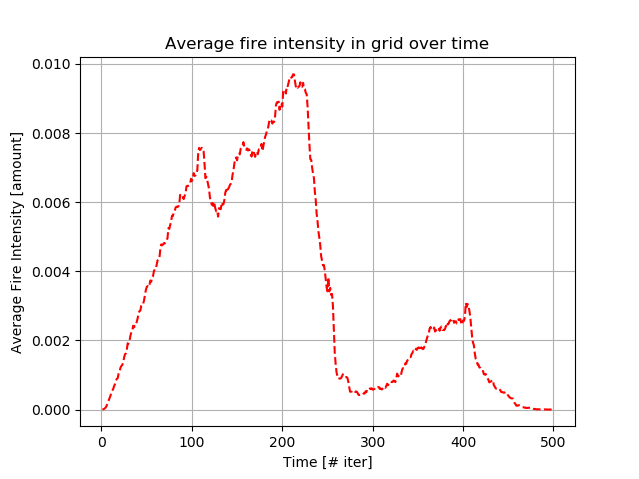 Average fire intensity in grid over time
Average Fire Intensity [amount]
0.010
0.008
0.006
0.004
0.002
0.000
0 100 200 300 400 500
Time [# iter]